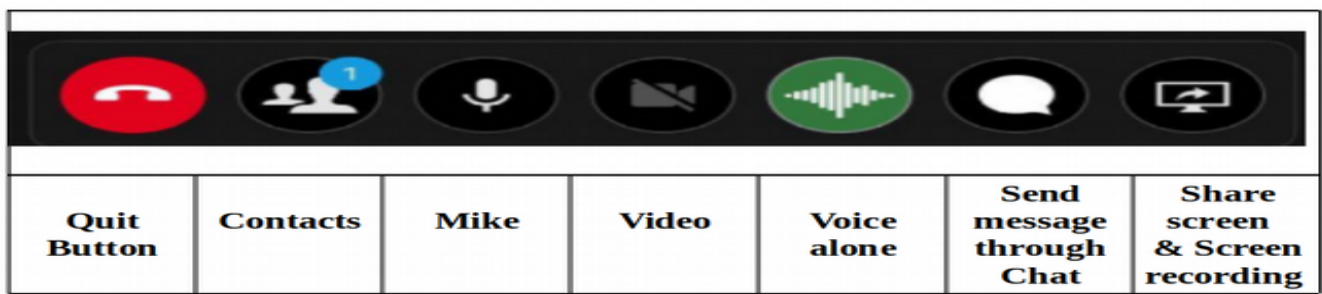 1
Quit
Button
Contacts
Mike
Video
Voice
alone
Send
message
through
Chat
Share
screen
& Screen
recording